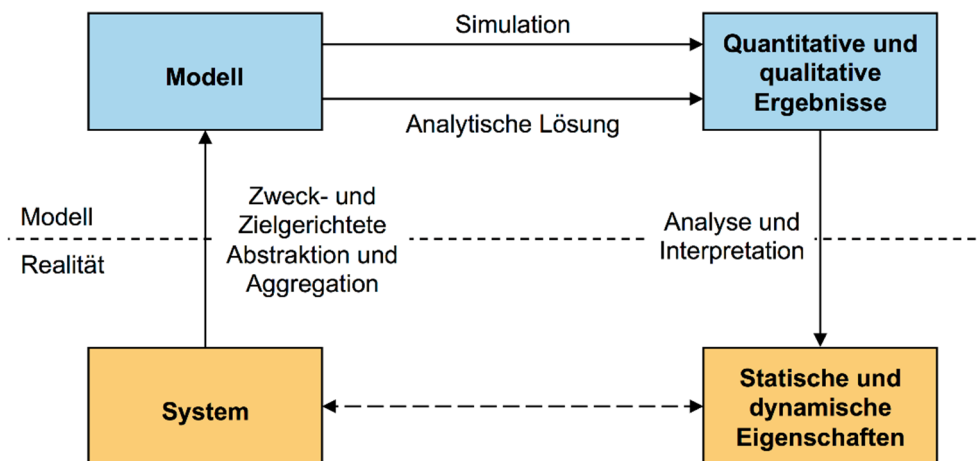 Simulation
Modell
Quantitative und
qualitative
Ergebnisse
Analytische Lösung
Modell
Realität
Zweck- und
Zielgerichtete
Abstraktion und
Aggregation
Analyse und
Interpretation
System
Statische und
dynamische
Eigenschaften